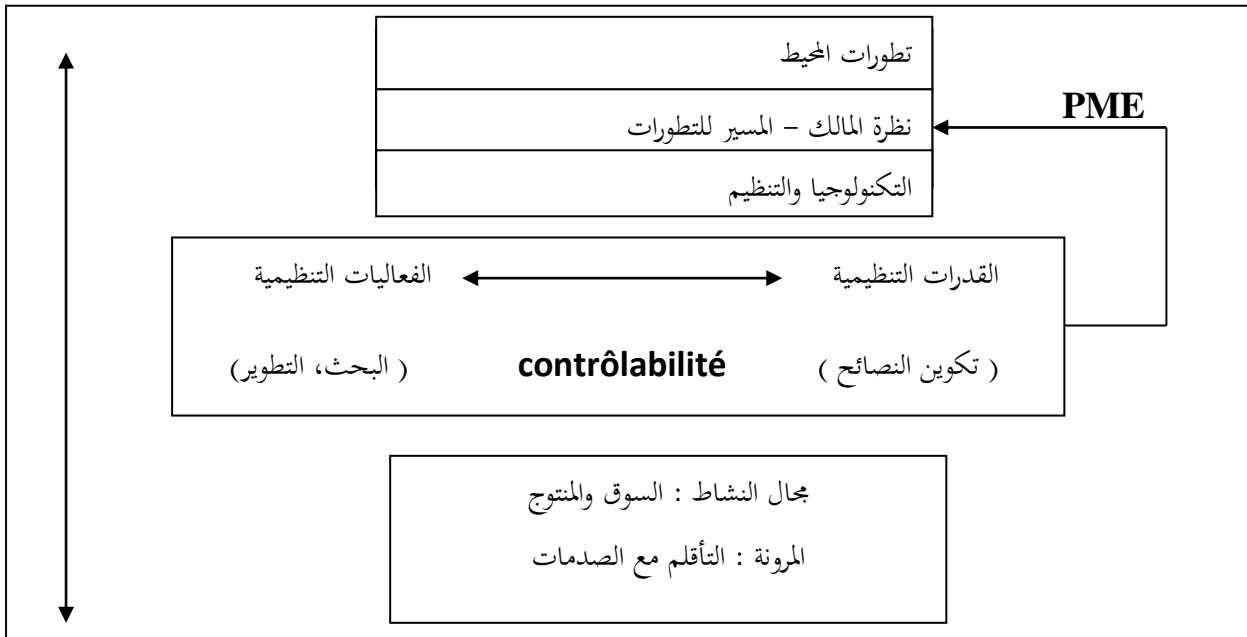 تطورات المحيط
PME
نظرة المالك – المسير للتطورات
التكنولوجيا والتنظيم
القدرات التنظيمية الفعاليات التنظيمية
( تكوين النصائح ) contrôlabilité ( البحث، التطوير)
مجال النشاط : السوق والمنتوج
المرونة : التأقلم مع الصدمات